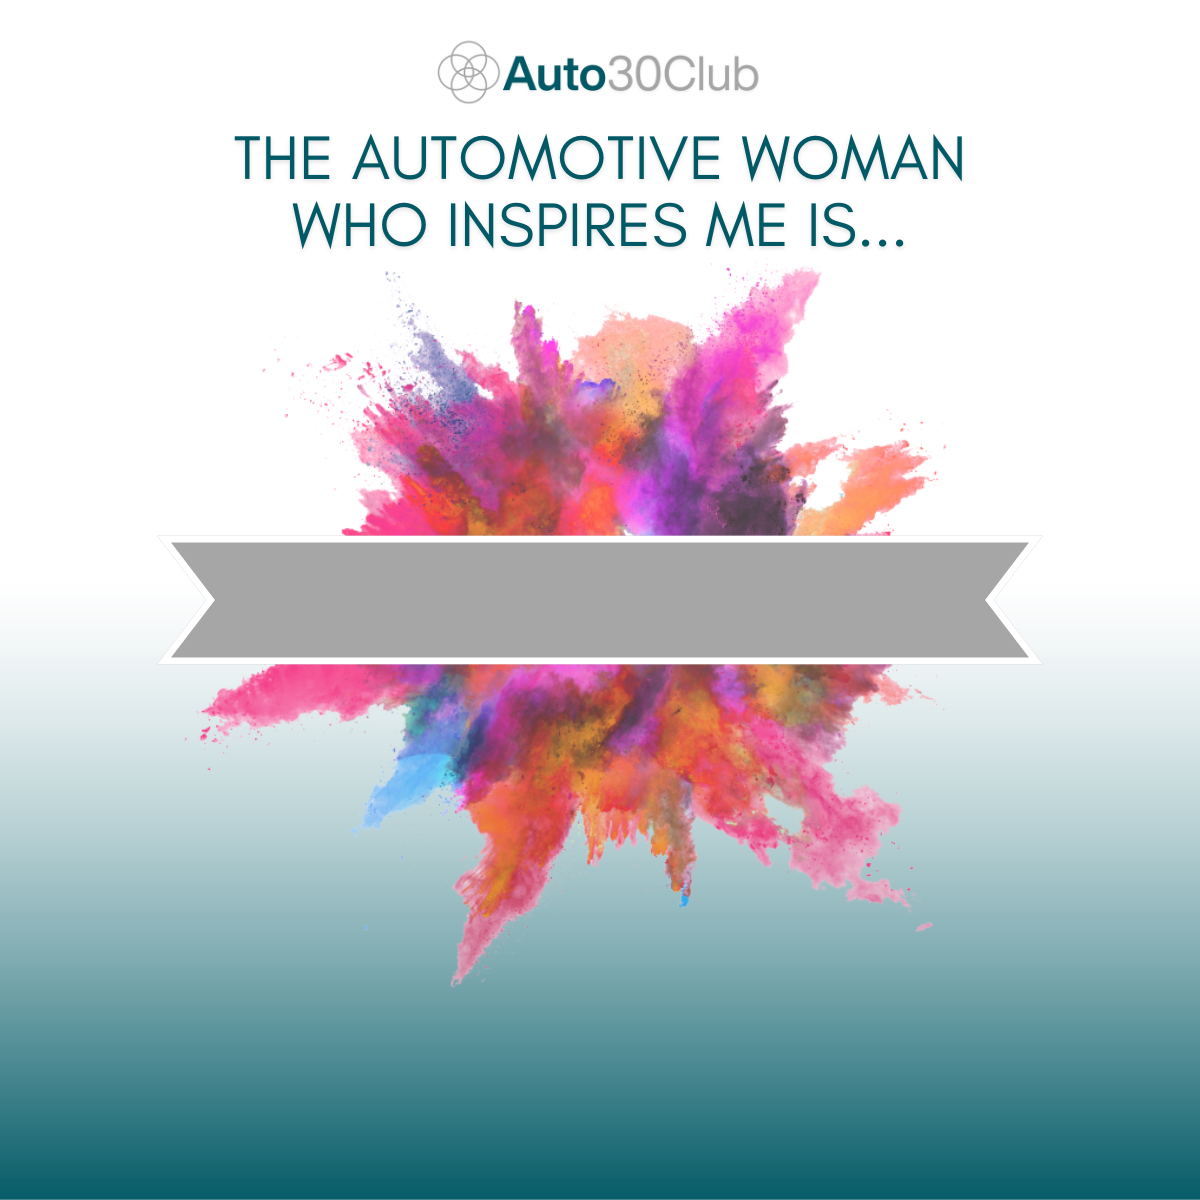 Auto30Club
THE AUTOMOTIVE WOMAN
WHO INSPIRES ME IS...